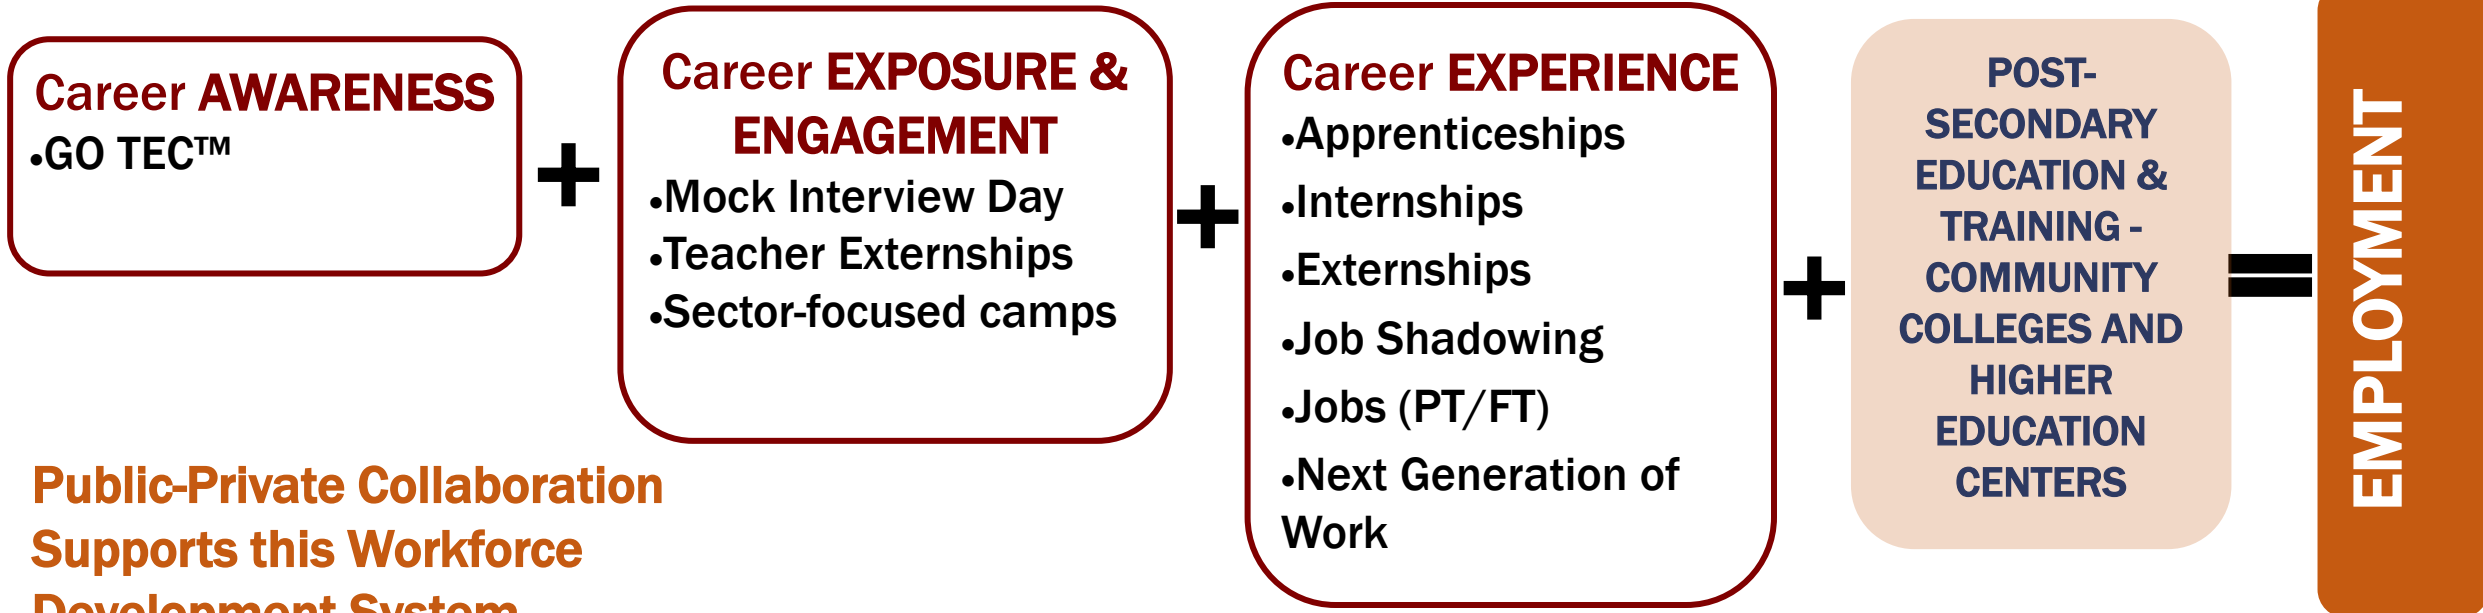 Career AWARENESS
•GO TEC™
+
Career EXPOSURE &
ENGAGEMENT
•Mock Interview Day
•Teacher Externships
•Sector-focused camps
+
Career EXPERIENCE
•Apprenticeships
•Internships
•Externships
•Job Shadowing
•Jobs (PT/FT)
•Next Generation of
Work
+
POST-
SECONDARY
EDUCATION &
TRAINING -
COMMUNITY
COLLEGES AND
HIGHER
EDUCATION
CENTERS
=
EMPLOYMENT
Public-Private Collaboration
Supports this Workforce
Development System